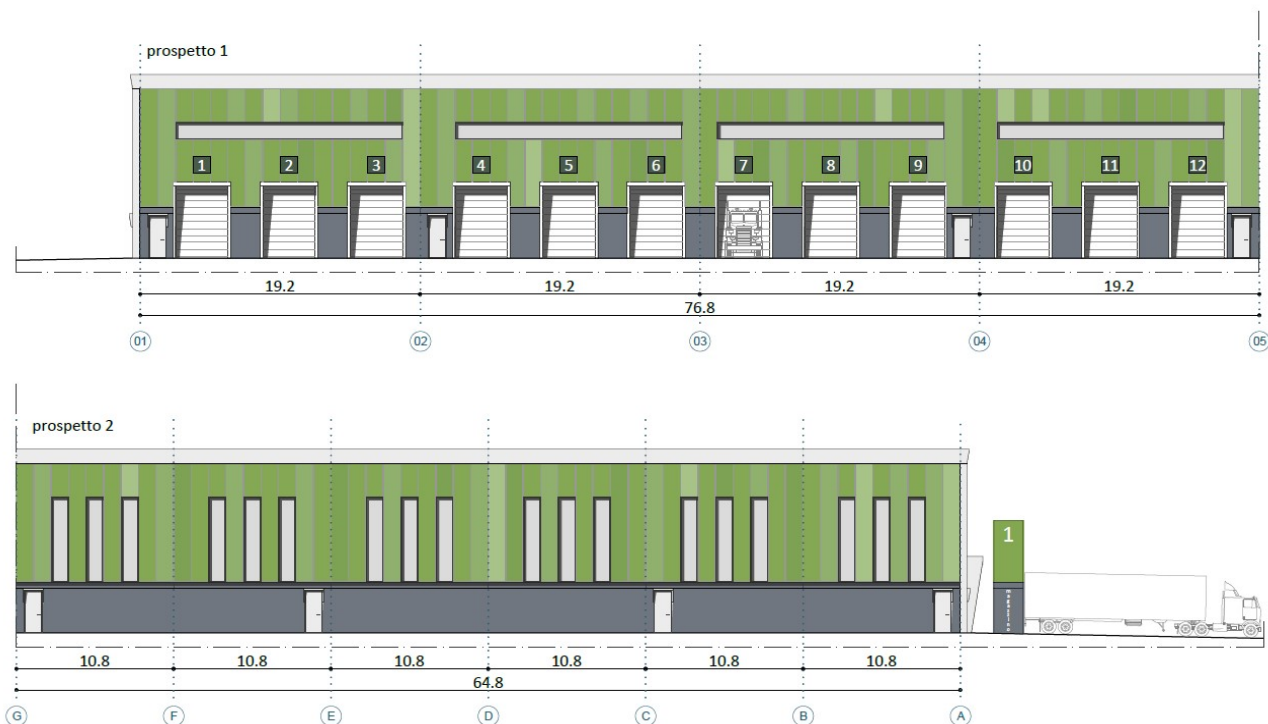 prospetto 1
1 2 3 4 5 6 7 8 9 10 11 12
19.2 19.2 19.2 19.2
76.8
01 02 03 04 05
prospetto 2
1
MAGAZZINO
10.8 10.8 10.8 10.8 10.8 10.8
64.8
G F E D C B A